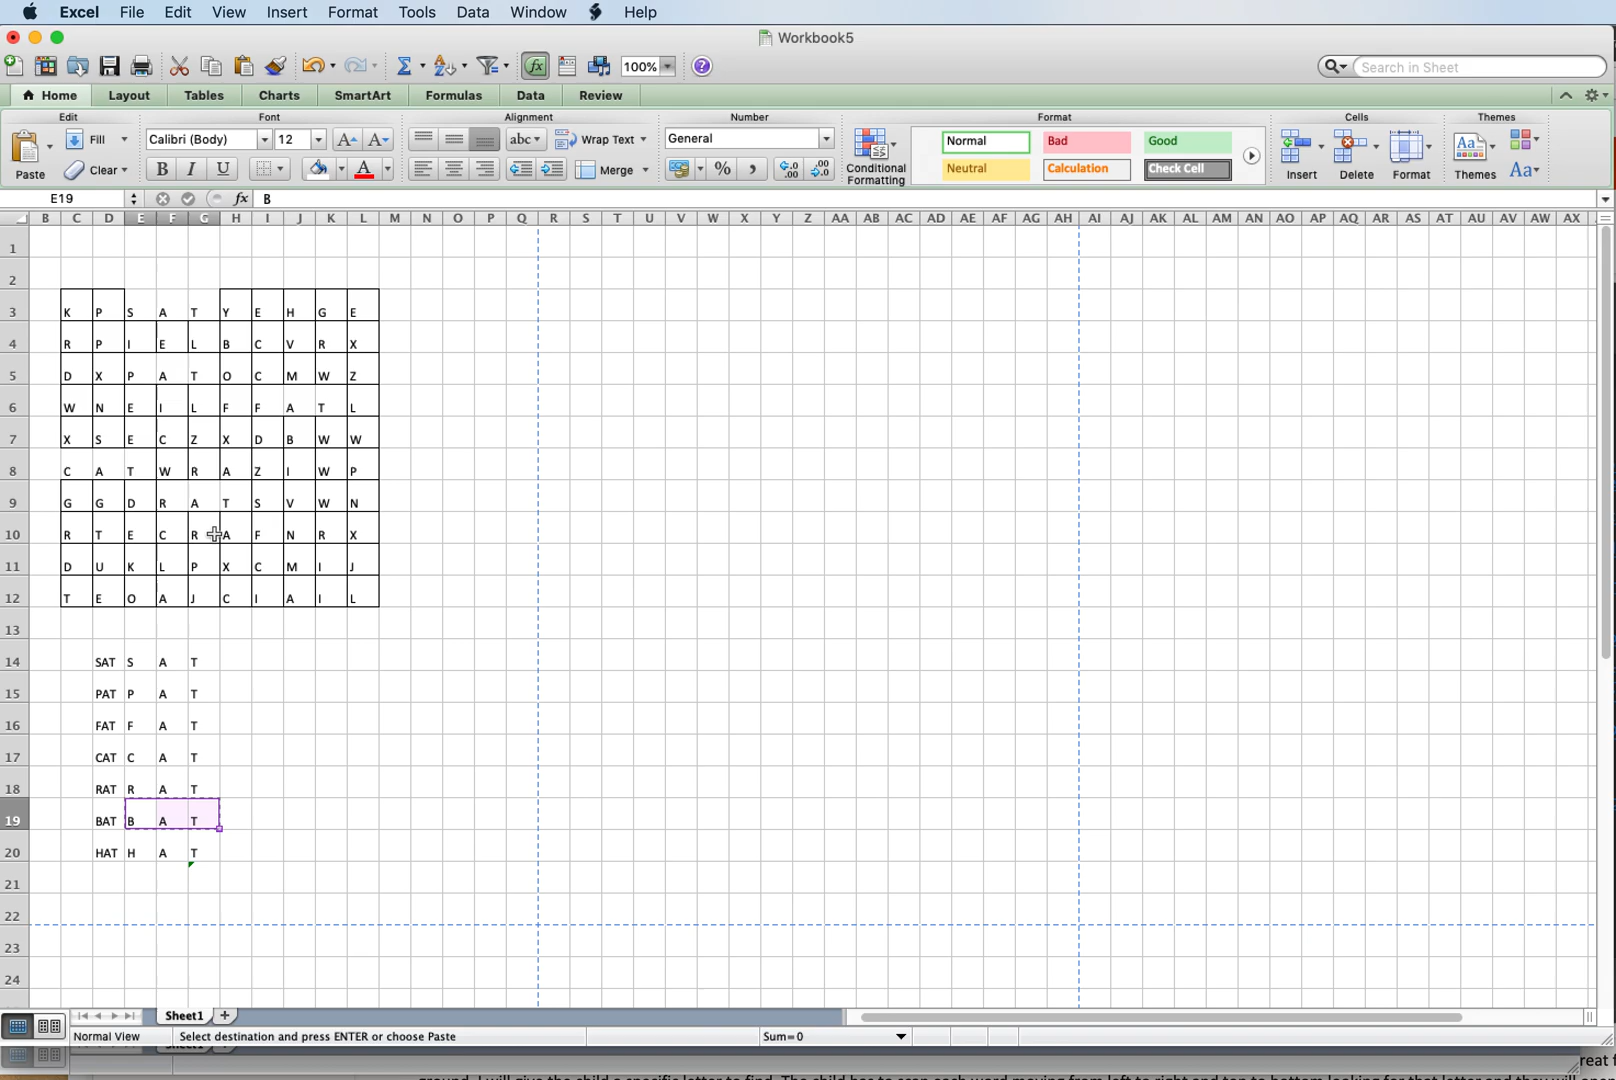 Excel File Edit View Insert Format Tools Data Window Help
Workbook5
100% Search in Sheet
Home Layout Tables Charts SmartArt Formulas Data Review
Edit Font Alignment Number Format Cells Themes
Fill Calibri (Body) 12 A A abc Wrap Text General Normal Bad Good
Paste Clear B I U A Merge % , .0 .00 .00 .0 Conditional Formatting Neutral Calculation Check Cell Insert Delete Format Themes Aa
E19 fx B
B C D E F G H I J K L M N O P Q R S T U V W X Y Z AA AB AC AD AE AF AG AH AI AJ AK AL AM AN AO AP AQ AR AS AT AU AV AW AX
1
2
3 K P S A T Y E H G E
4 R P I E L B C V R X
5 D X P A T O C M W Z
6 W N E I L F F A T L
7 X S E C Z X D B W W
8 C A T W R A Z I W P
9 G G D R A T S V W N
10 R T E C R A F N R X
11 D U K L P X C M I J
12 T E O A J C I A I L
13
14 SAT S A T
15 PAT P A T
16 FAT F A T
17 CAT C A T
18 RAT R A T
19 BAT B A T
20 HAT H A T
21
22
23
24
Sheet1
Normal View Select destination and press ENTER or choose Paste Sum=0